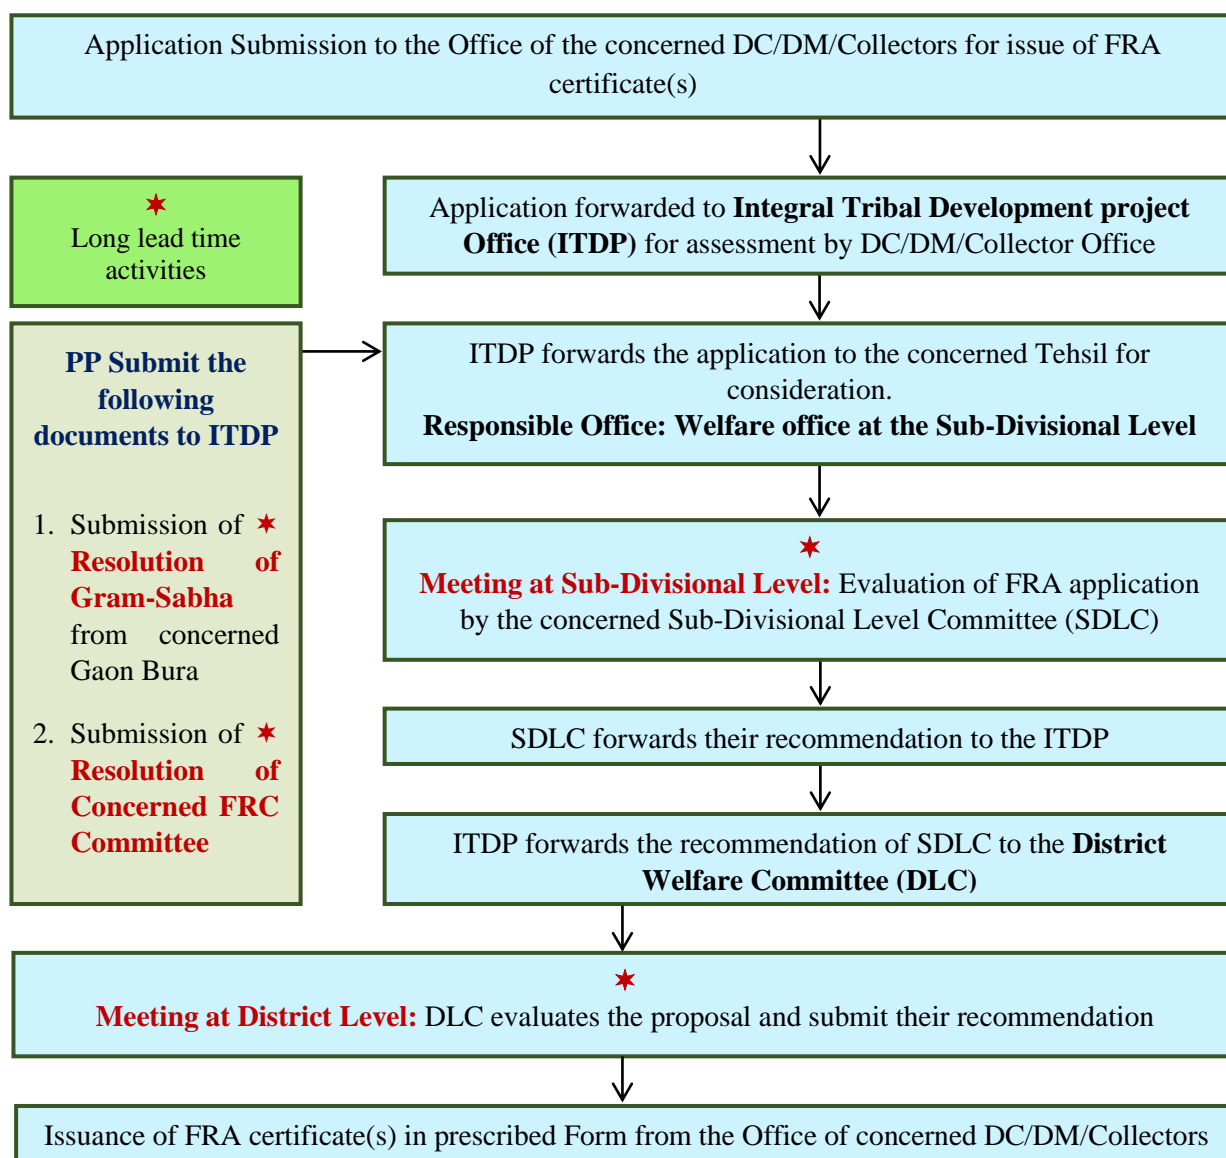 Application Submission to the Office of the concerned DC/DM/Collectors for issue of FRA
certificate(s)
Long lead time
activities
Application forwarded to Integral Tribal Development project
Office (ITDP) for assessment by DC/DM/Collector Office
PP Submit the
following
documents to ITDP
1. Submission of
Resolution of
Gram-Sabha
from concerned
Gaon Bura
2. Submission of
Resolution of
Concerned FRC
Committee
ITDP forwards the application to the concerned Tehsil for
consideration.
Responsible Office: Welfare office at the Sub-Divisional Level
Meeting at Sub-Divisional Level: Evaluation of FRA application
by the concerned Sub-Divisional Level Committee (SDLC)
SDLC forwards their recommendation to the ITDP
ITDP forwards the recommendation of SDLC to the District
Welfare Committee (DLC)
Meeting at District Level: DLC evaluates the proposal and submit their recommendation
Issuance of FRA certificate(s) in prescribed Form from the Office of concerned DC/DM/Collectors